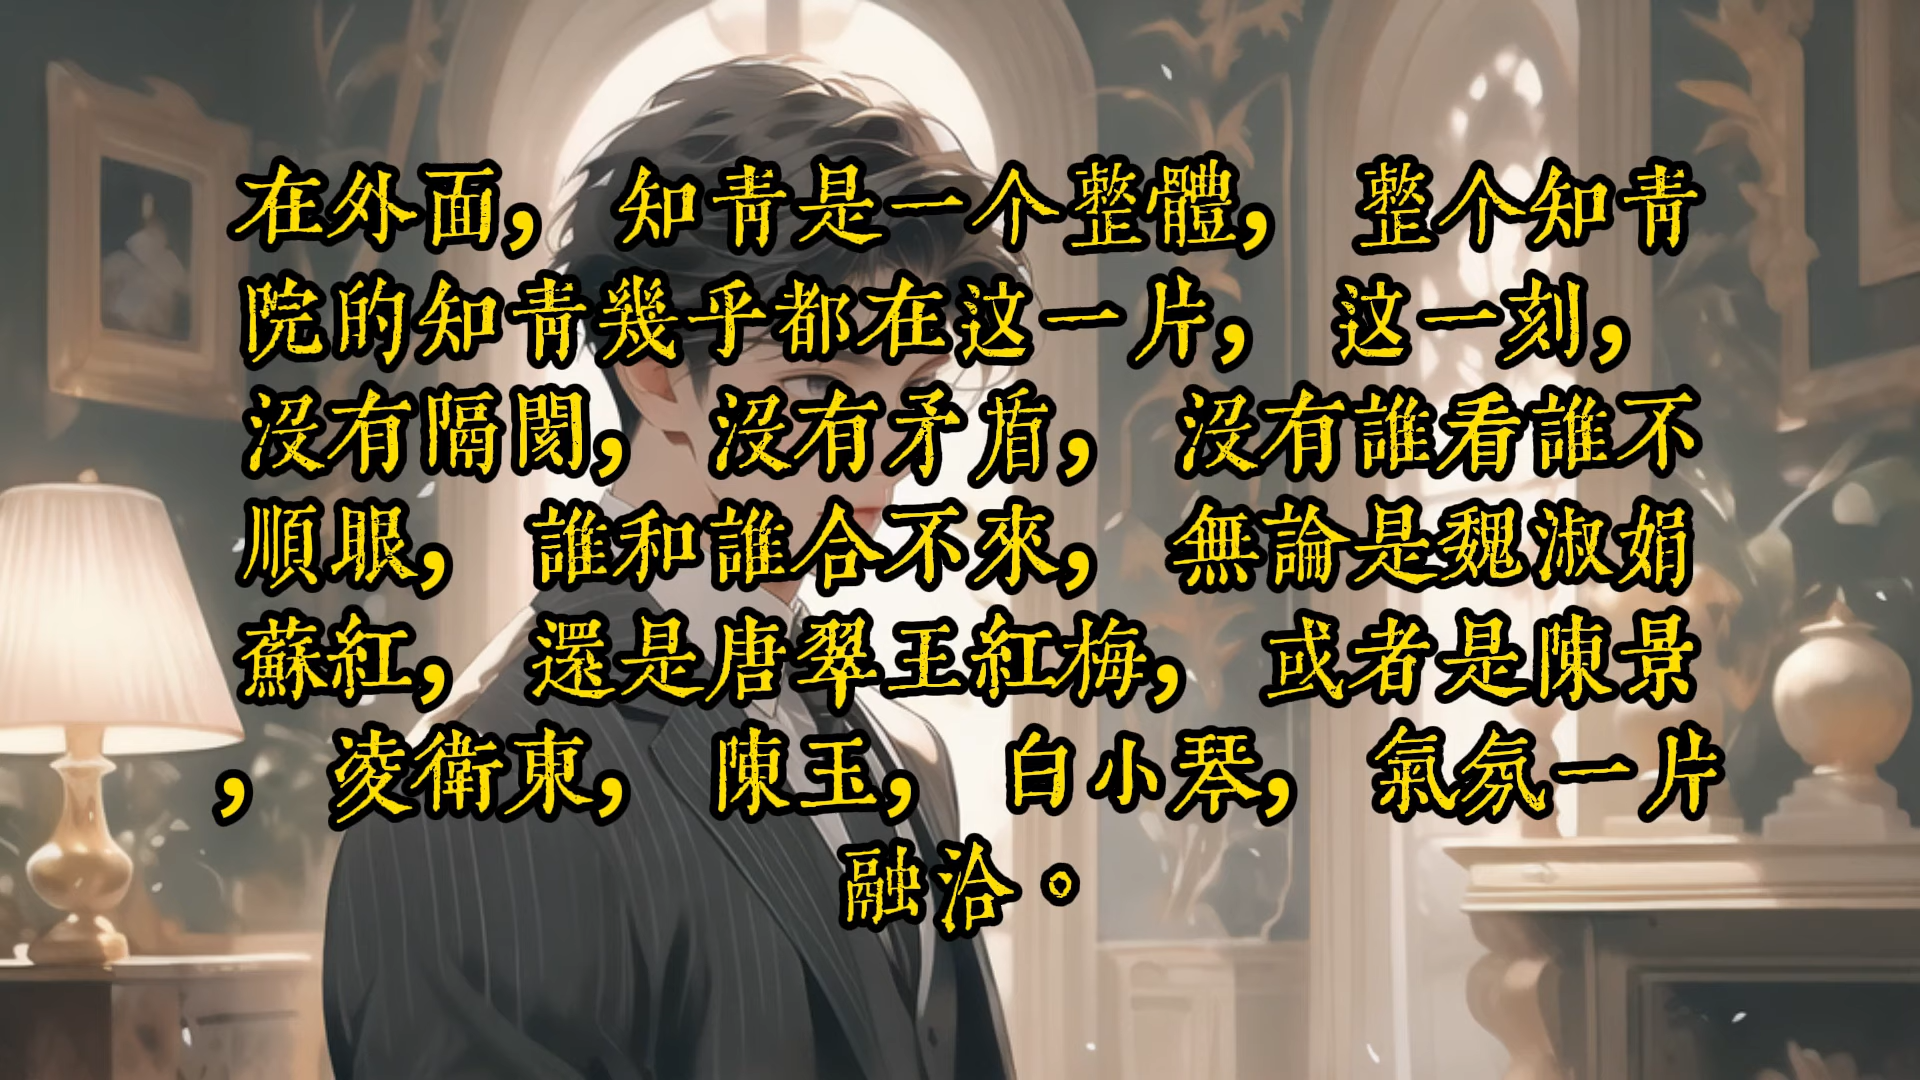 在外面，知青是一个整體，整个知青
院的知青幾乎都在这一片，这一刻，
沒有隔閡，沒有矛盾，沒有誰看誰不
順眼，誰和誰合不來，無論是魏淑娟
蘇紅，還是唐翠王紅梅，或者是陳景
，凌衛東，陳玉，白小琴，氣氛一片
融洽。